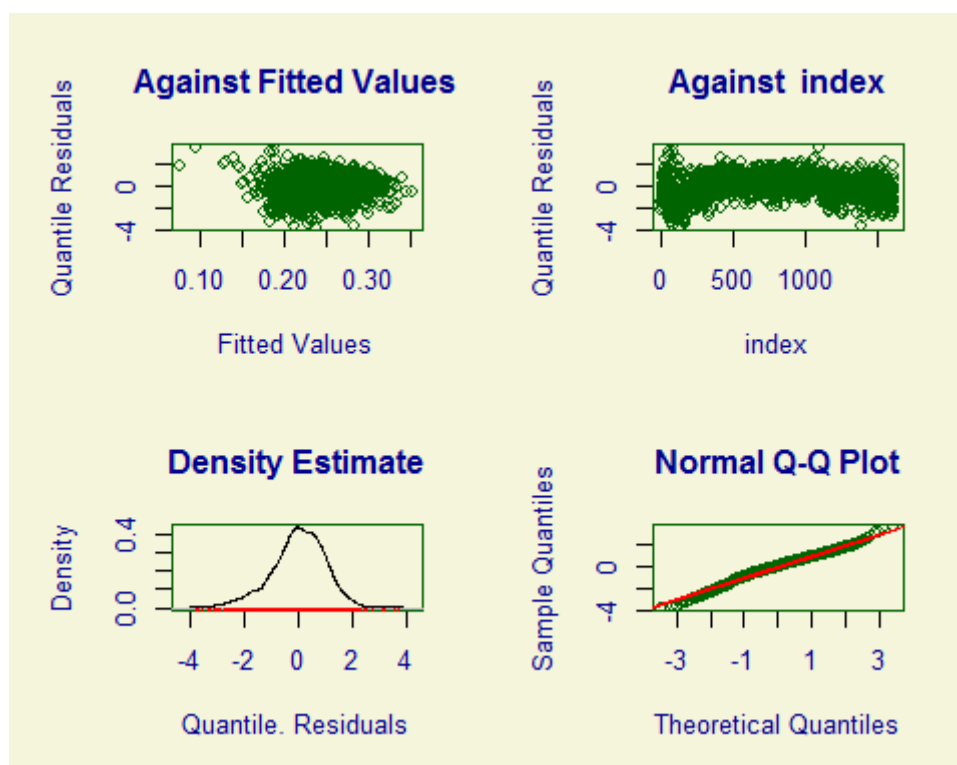 Against Fitted Values
Quantile Residuals
0
-4
0.10 0.20 0.30
Fitted Values
Against index
Quantile Residuals
0
-4
0 500 1000
index
Density Estimate
Density
0.4
0.0
-4 -2 0 2 4
Quantile. Residuals
Normal Q-Q Plot
Sample Quantiles
0
-4
-3 -1 1 3
Theoretical Quantiles